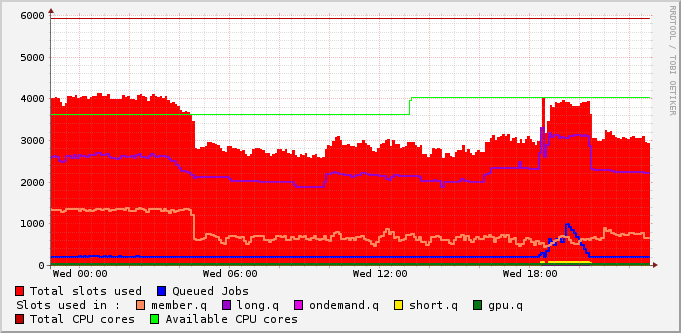 6000
5000
4000
3000
2000
1000
0
Wed 00:00 Wed 06:00 Wed 12:00 Wed 18:00
Total slots used Queued Jobs
Slots used in : member.q long.q ondemand.q short.q gpu.q
Total CPU cores Available CPU cores
RRDTOOL / TOBI OETIKER